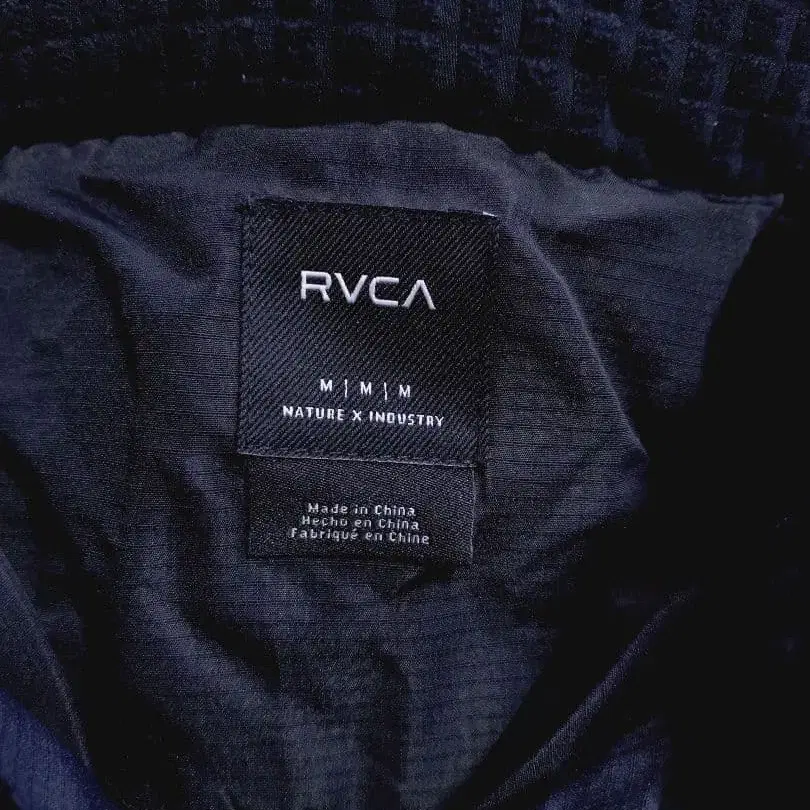 RVCA
M | M | M
NATURE X INDUSTRY
Made in China
Hecho en China
Fabriqué en Chine